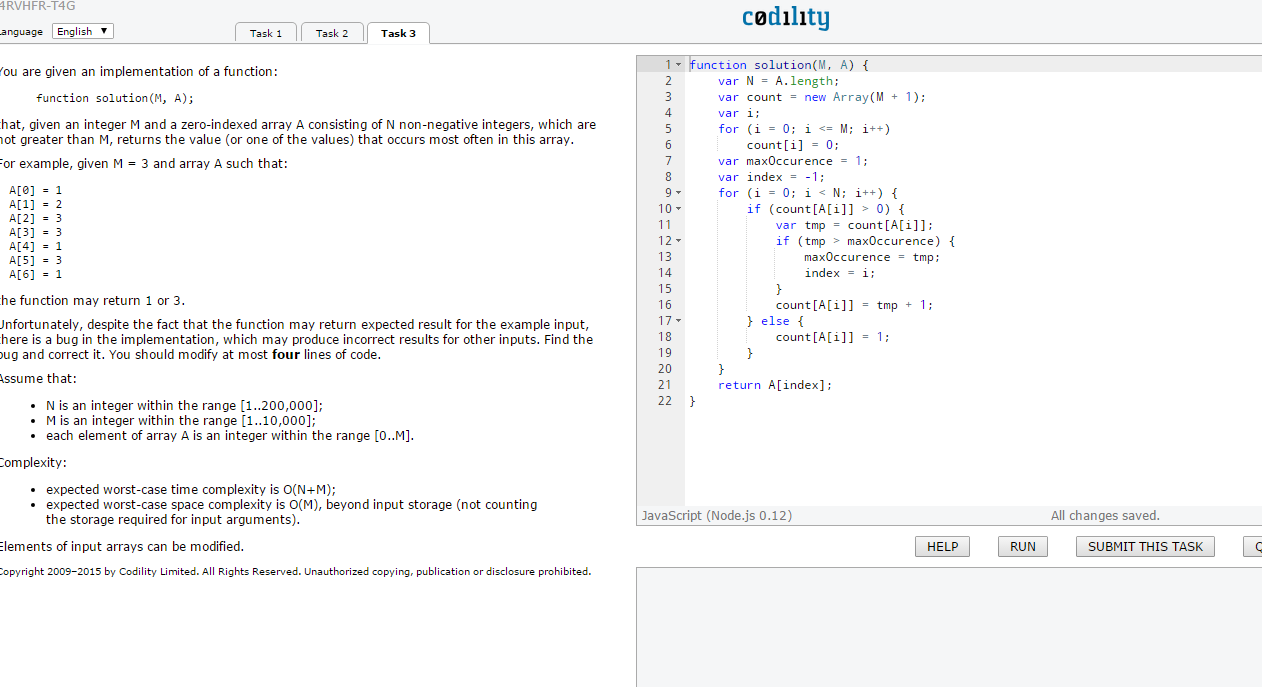 4RVHFR-T4G
anguage English ▼ Task 1 Task 2 Task 3
codility
ou are given an implementation of a function:
function solution(M, A);
hat, given an integer M and a zero-indexed array A consisting of N non-negative integers, which are
ot greater than M, returns the value (or one of the values) that occurs most often in this array.
or example, given M = 3 and array A such that:
A[0] = 1
A[1] = 2
A[2] = 3
A[3] = 3
A[4] = 1
A[5] = 3
A[6] = 1
he function may return 1 or 3.
nfortunately, despite the fact that the function may return expected result for the example input,
here is a bug in the implementation, which may produce incorrect results for other inputs. Find the
ug and correct it. You should modify at most four lines of code.
ssume that:
• N is an integer within the range [1..200,000];
• M is an integer within the range [1..10,000];
• each element of array A is an integer within the range [0..M].
omplexity:
• expected worst-case time complexity is O(N+M);
• expected worst-case space complexity is O(M), beyond input storage (not counting
the storage required for input arguments).
lements of input arrays can be modified.
opyright 2009–2015 by Codility Limited. All Rights Reserved. Unauthorized copying, publication or disclosure prohibited.
1 function solution(M, A) {
2 var N = A.length;
3 var count = new Array(M + 1);
4 var i;
5 for (i = 0; i <= M; i++)
6 count[i] = 0;
7 var maxOccurence = 1;
8 var index = -1;
9 for (i = 0; i < N; i++) {
10 if (count[A[i]] > 0) {
11 var tmp = count[A[i]];
12 if (tmp > maxOccurence) {
13 maxOccurence = tmp;
14 index = i;
15 }
16 count[A[i]] = tmp + 1;
17 } else {
18 count[A[i]] = 1;
19 }
20 }
21 return A[index];
22 }
JavaScript (Node.js 0.12) All changes saved.
HELP RUN SUBMIT THIS TASK